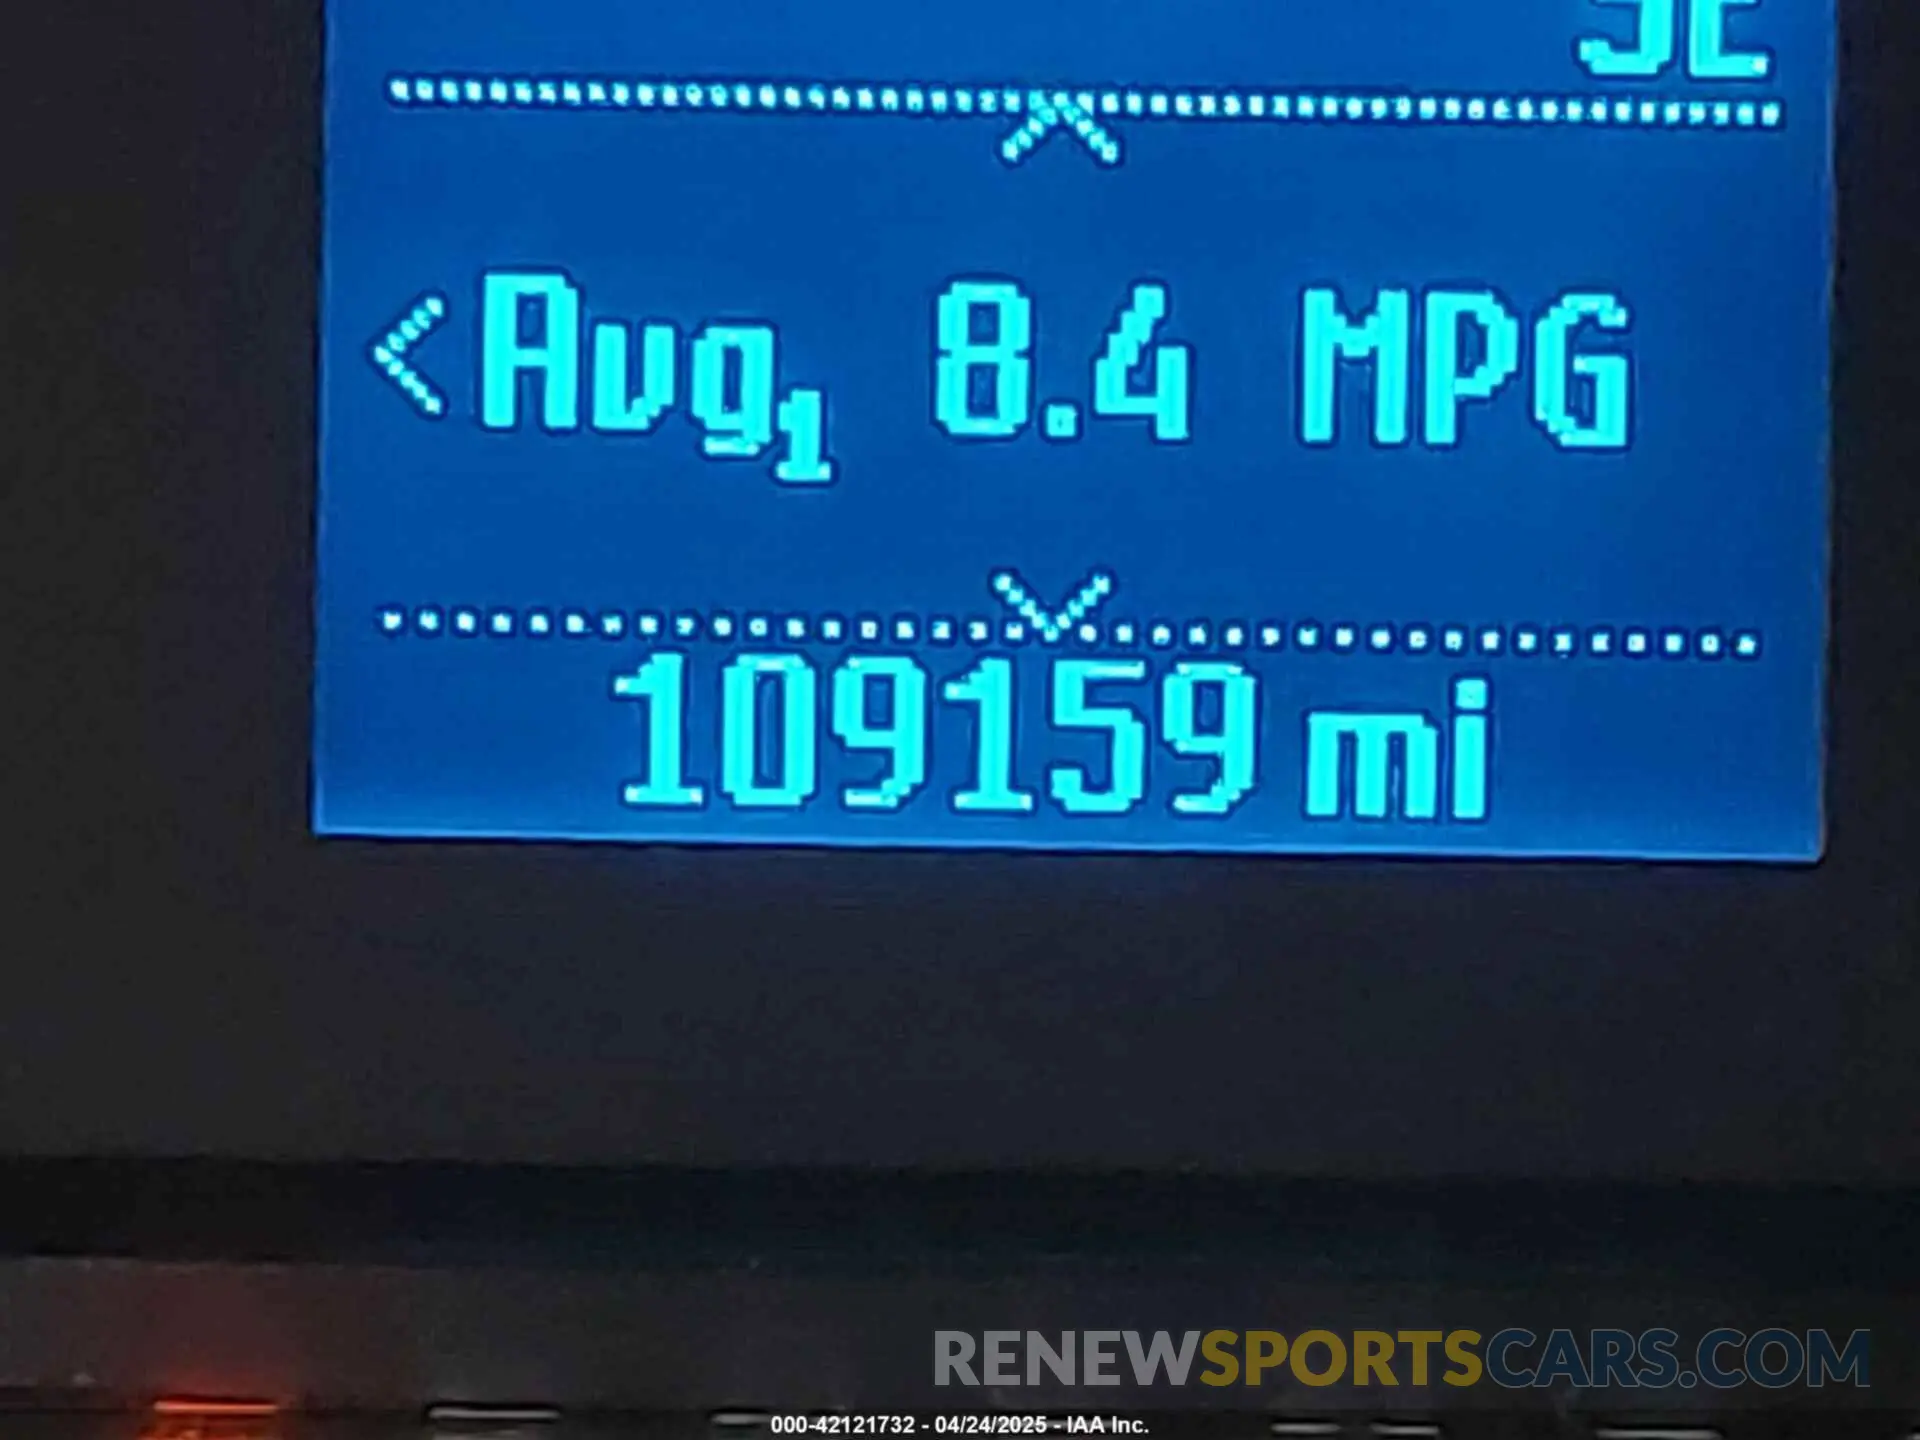 <Avg1 8.4 MPG
109159 mi
RENEWSPORTSCARS.COM
000-42121732 - 04/24/2025 - IAA Inc.